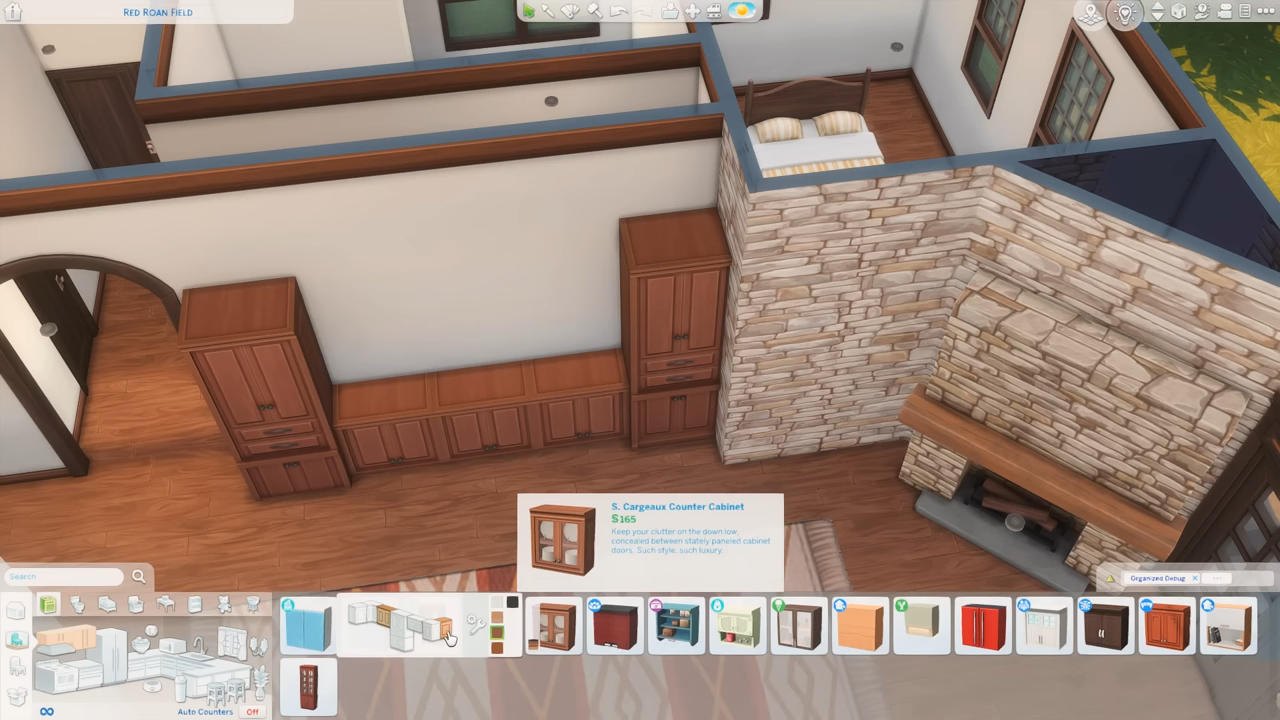 Red Roan Field
S. Cargeaux Counter Cabinet
§165
Keep your clutter on the down low,
concealed between stately paneled cabinet
doors. Such style, such luxury.
Search
Organized Debug
Auto Counters
Off